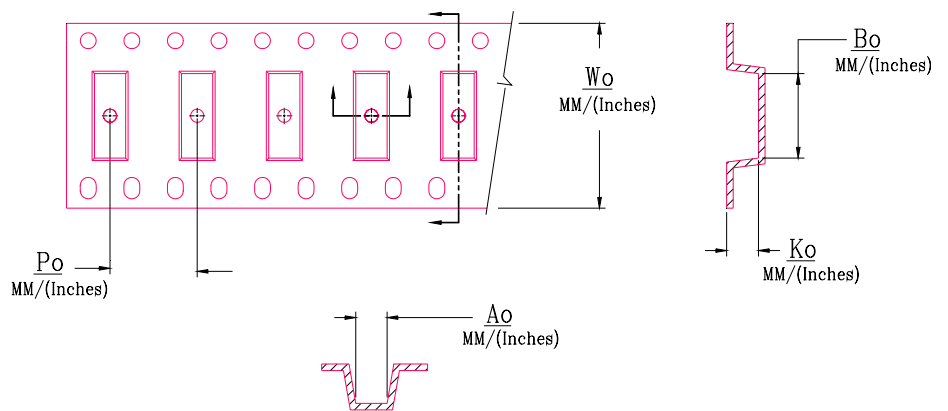 Wo
MM/(Inches)
Bo
MM/(Inches)
Po
MM/(Inches)
Ko
MM/(Inches)
Ao
MM/(Inches)